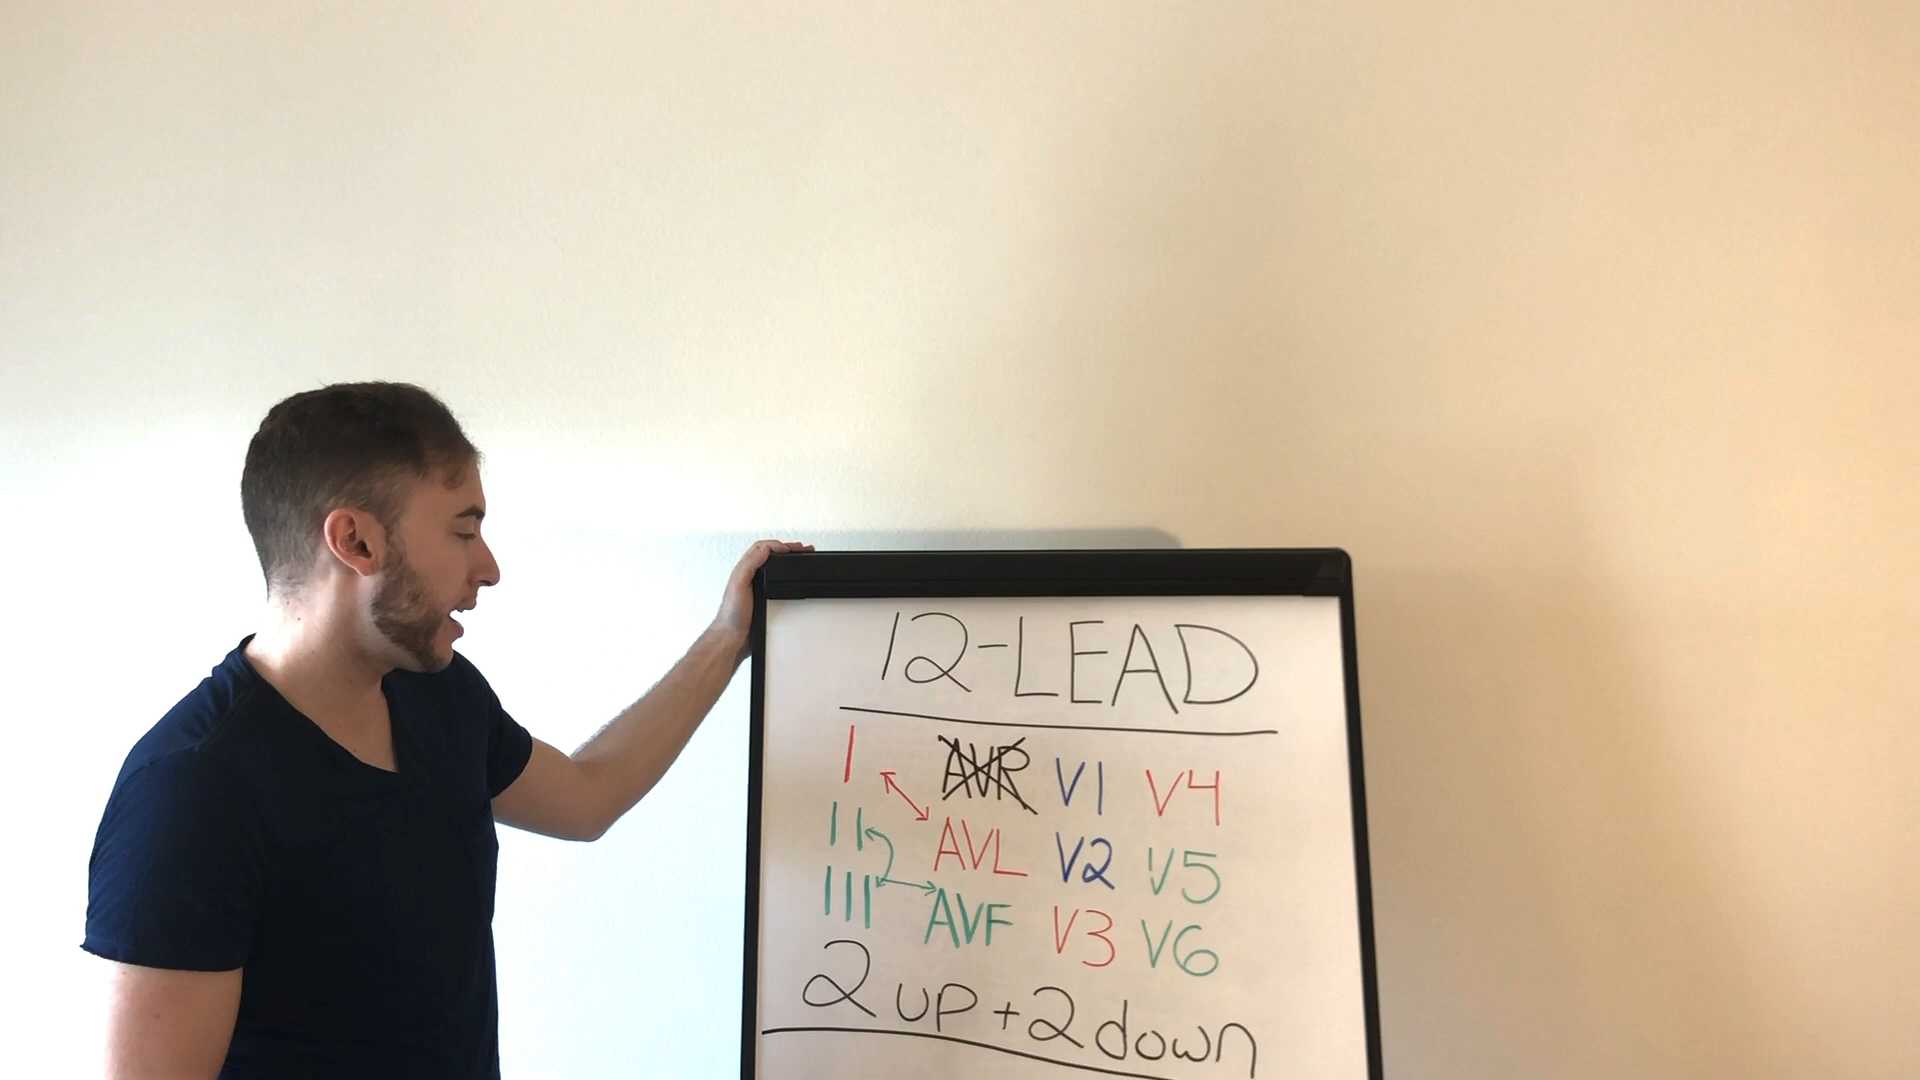 12-LEAD
I AVR V1 V4
II AVL V2 V5
III AVF V3 V6
2 up + 2 down